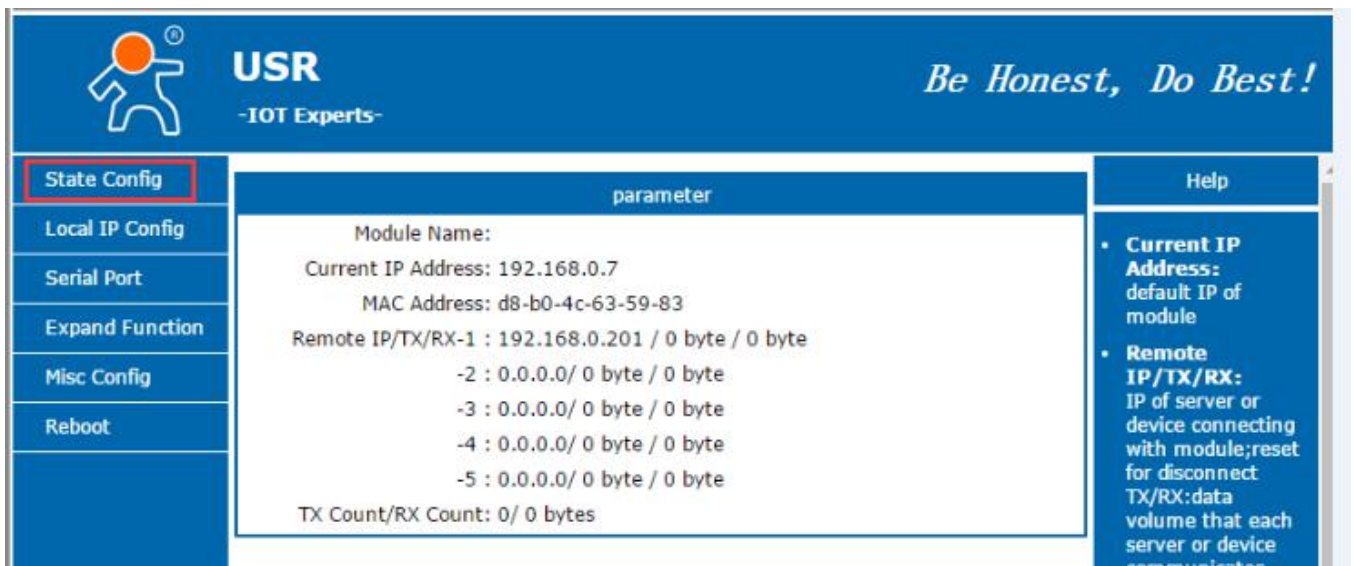 ®
USR
-IOT Experts-
Be Honest, Do Best!
State Config
Local IP Config
Serial Port
Expand Function
Misc Config
Reboot
parameter
Module Name:
Current IP Address: 192.168.0.7
MAC Address: d8-b0-4c-63-59-83
Remote IP/TX/RX-1 : 192.168.0.201 / 0 byte / 0 byte
-2 : 0.0.0.0/ 0 byte / 0 byte
-3 : 0.0.0.0/ 0 byte / 0 byte
-4 : 0.0.0.0/ 0 byte / 0 byte
-5 : 0.0.0.0/ 0 byte / 0 byte
TX Count/RX Count: 0/ 0 bytes
Help
• Current IP
Address:
default IP of
module
• Remote
IP/TX/RX:
IP of server or
device connecting
with module;reset
for disconnect
TX/RX:data
volume that each
server or device